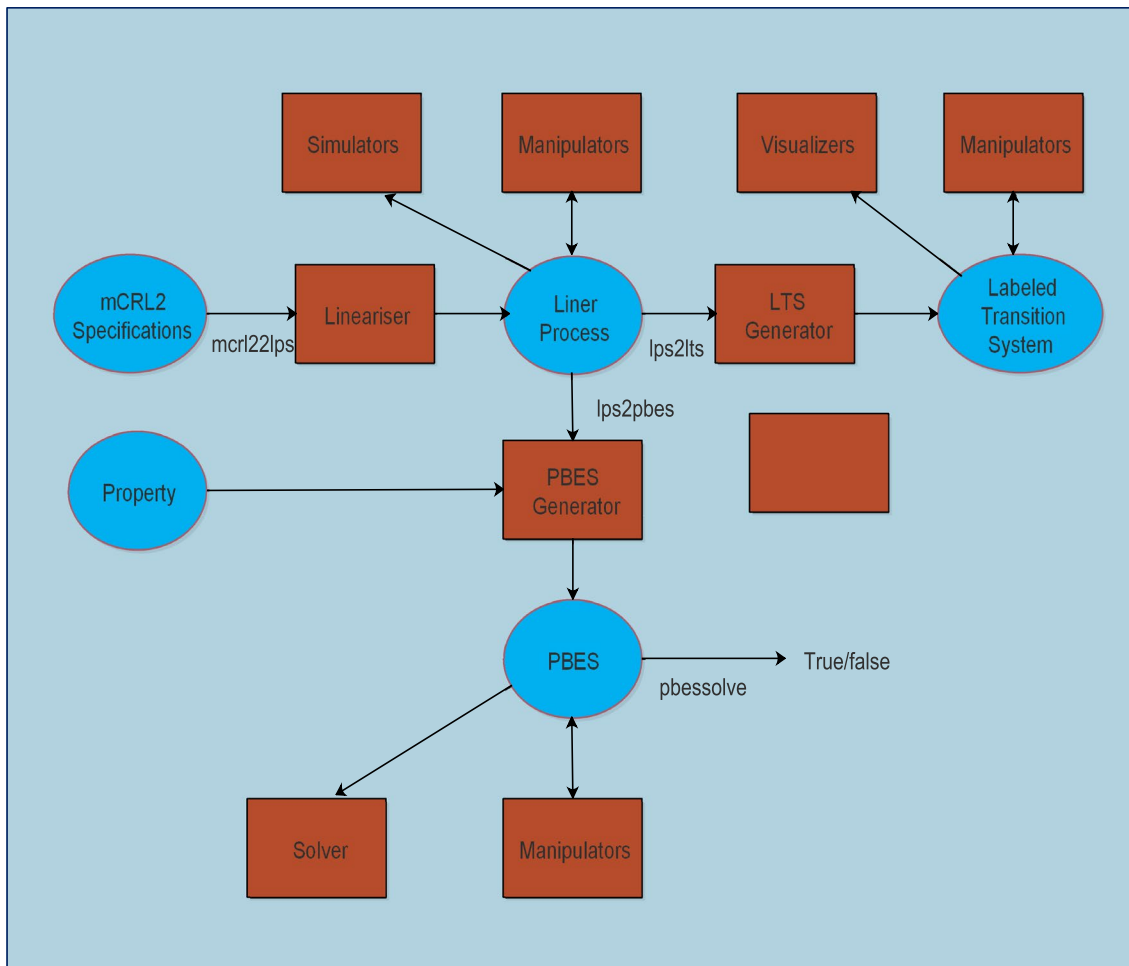 Simulators
Manipulators
Visualizers
Manipulators
mCRL2
Specifications
mcrl22lps
Lineariser
Liner
Process
lps2lts
LTS
Generator
Labeled
Transition
System
lps2pbes
Property
PBES
Generator
PBES
pbessolve
True/false
Solver
Manipulators